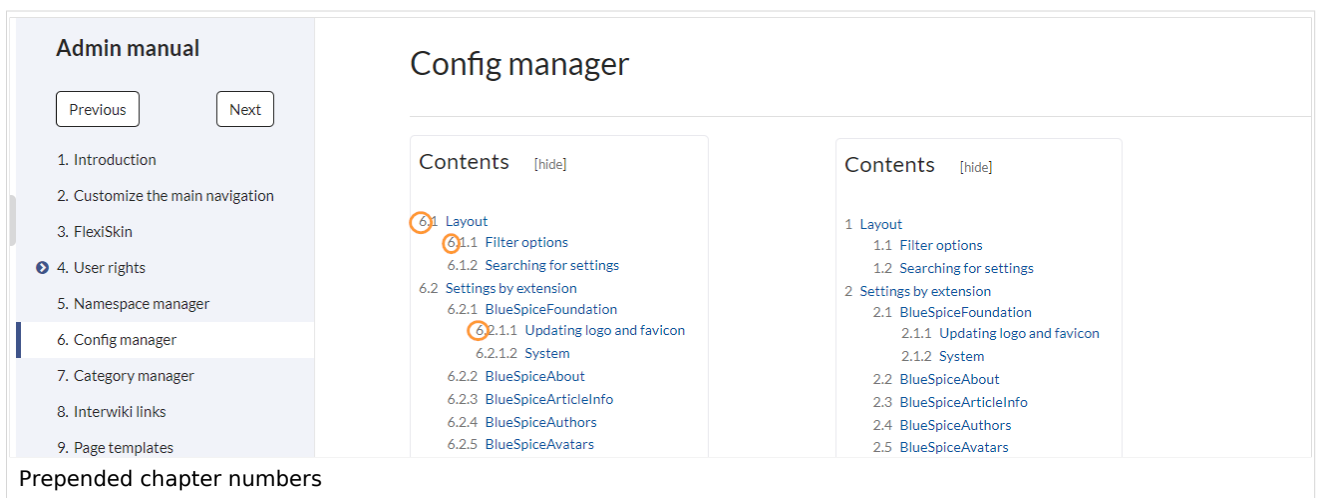 Admin manual
Previous
Next
1. Introduction
2. Customize the main navigation
3. FlexiSkin
4. User rights
5. Namespace manager
6. Config manager
7. Category manager
8. Interwiki links
9. Page templates
Config manager
Contents [hide]
6.1 Layout
6.1.1 Filter options
6.1.2 Searching for settings
6.2 Settings by extension
6.2.1 BlueSpiceFoundation
6.2.1.1 Updating logo and favicon
6.2.1.2 System
6.2.2 BlueSpiceAbout
6.2.3 BlueSpiceArticleInfo
6.2.4 BlueSpiceAuthors
6.2.5 BlueSpiceAvatars
Contents [hide]
1 Layout
1.1 Filter options
1.2 Searching for settings
2 Settings by extension
2.1 BlueSpiceFoundation
2.1.1 Updating logo and favicon
2.1.2 System
2.2 BlueSpiceAbout
2.3 BlueSpiceArticleInfo
2.4 BlueSpiceAuthors
2.5 BlueSpiceAvatars
Prepended chapter numbers